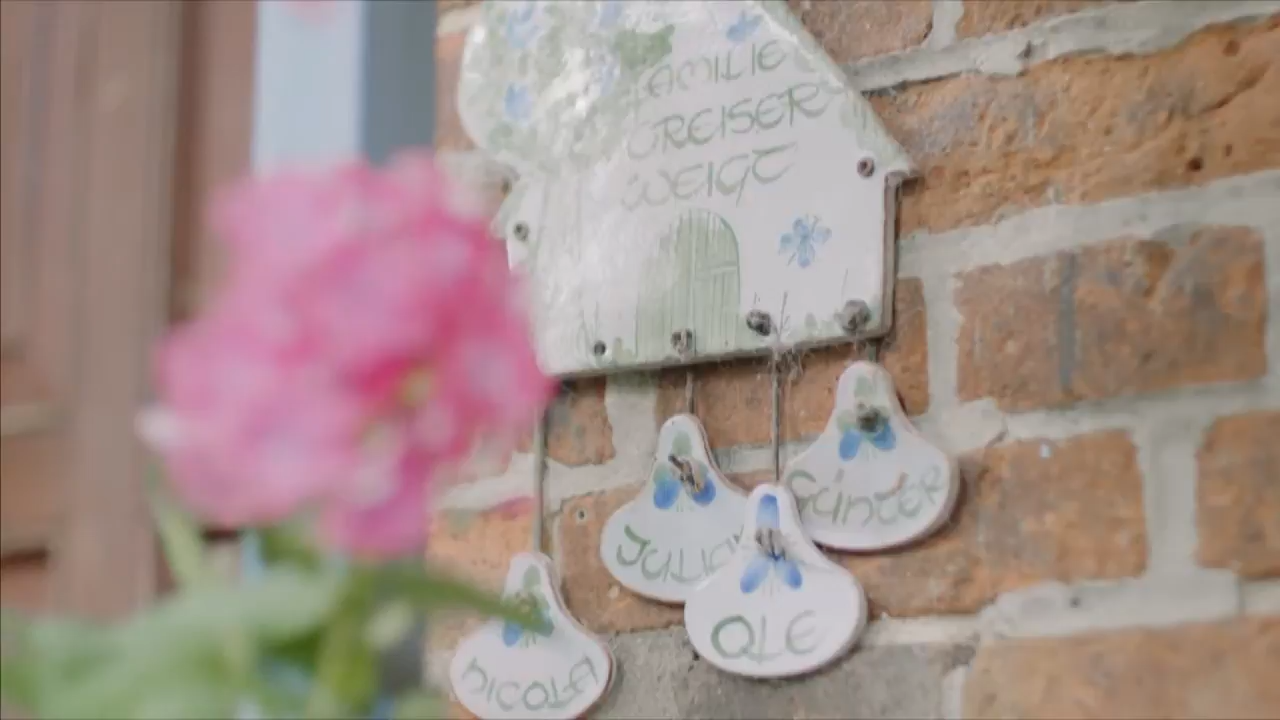 FAMILIE
GREISER
WEIGT
GÜNTER
JULIA
OLE
NICOLA